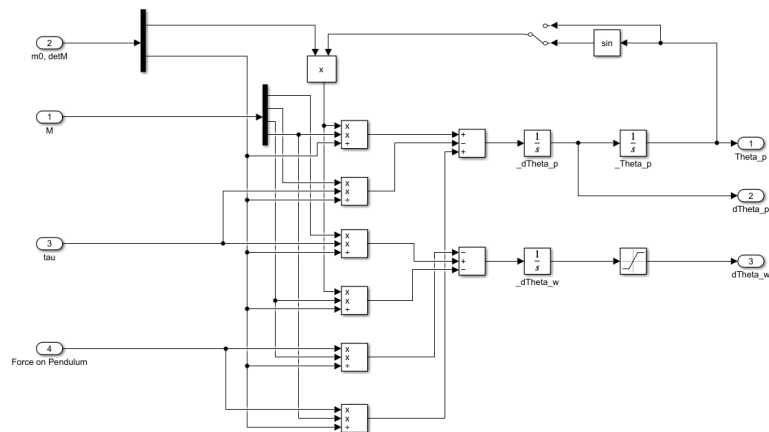 2
m0, detM
x
sin
1
M
x
x
÷
+
−
+
1
s
_dTheta_p
1
s
_Theta_p
1
Theta_p
x
x
÷
2
dTheta_p
3
tau
x
x
÷
−
+
−
1
s
_dTheta_w
3
dTheta_w
x
x
÷
4
Force on Pendulum
x
x
÷
x
x
÷